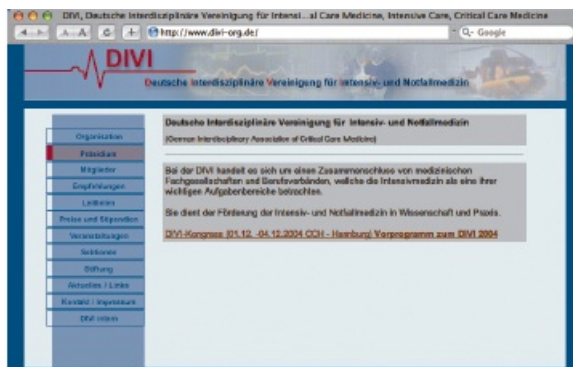 DIVI, Deutsche Interdisziplinäre Vereinigung für Intensi...al Care Medicine, Intensive Care, Critical Care Medicine
A A
http://www.divi-org.de/
Q- Google
DIVI
Deutsche Interdisziplinäre Vereinigung für Intensiv- und Notfallmedizin
Organisation
Präsidium
Mitglieder
Empfehlungen
Leitlinien
Preise und Stipendien
Veranstaltungen
Sektionen
Stiftung
Aktuelles / Links
Kontakt / Impressum
DIVI intern
Deutsche Interdisziplinäre Vereinigung für Intensiv- und Notfallmedizin
(German Interdisciplinary Association of Critical Care Medicine)
Bei der DIVI handelt es sich um einen Zusammenschluss von medizinischen
Fachgesellschaften und Berufsverbänden, welche die Intensivmedizin als eine ihrer
wichtigen Aufgabenbereiche betrachten.
Sie dient der Förderung der Intensiv- und Notfallmedizin in Wissenschaft und Praxis.
DIVI-Kongress (01.12. -04.12.2004 CCH - Hamburg) Vorprogramm zum DIVI 2004